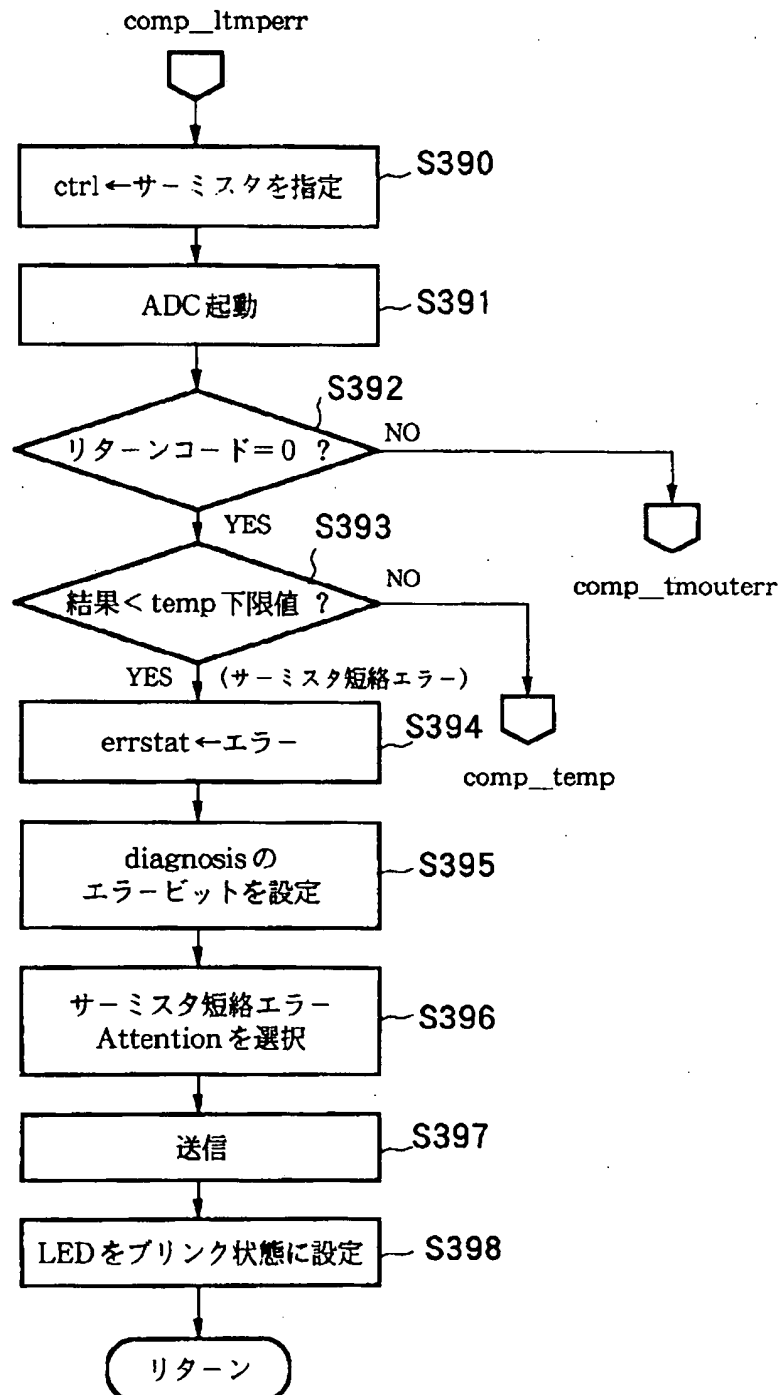 comp__ltmperr
ctrl←サーミスタを指定
S390
ADC起動
S391
S392
リターンコード=0 ?
NO
YES
S393
comp__tmouterr
結果<temp下限値 ?
NO
YES (サーミスタ短絡エラー)
errstat←エラー
S394
comp__temp
diagnosisの
エラービットを設定
S395
サーミスタ短絡エラー
Attentionを選択
S396
送信
S397
LEDをブリンク状態に設定
S398
リターン